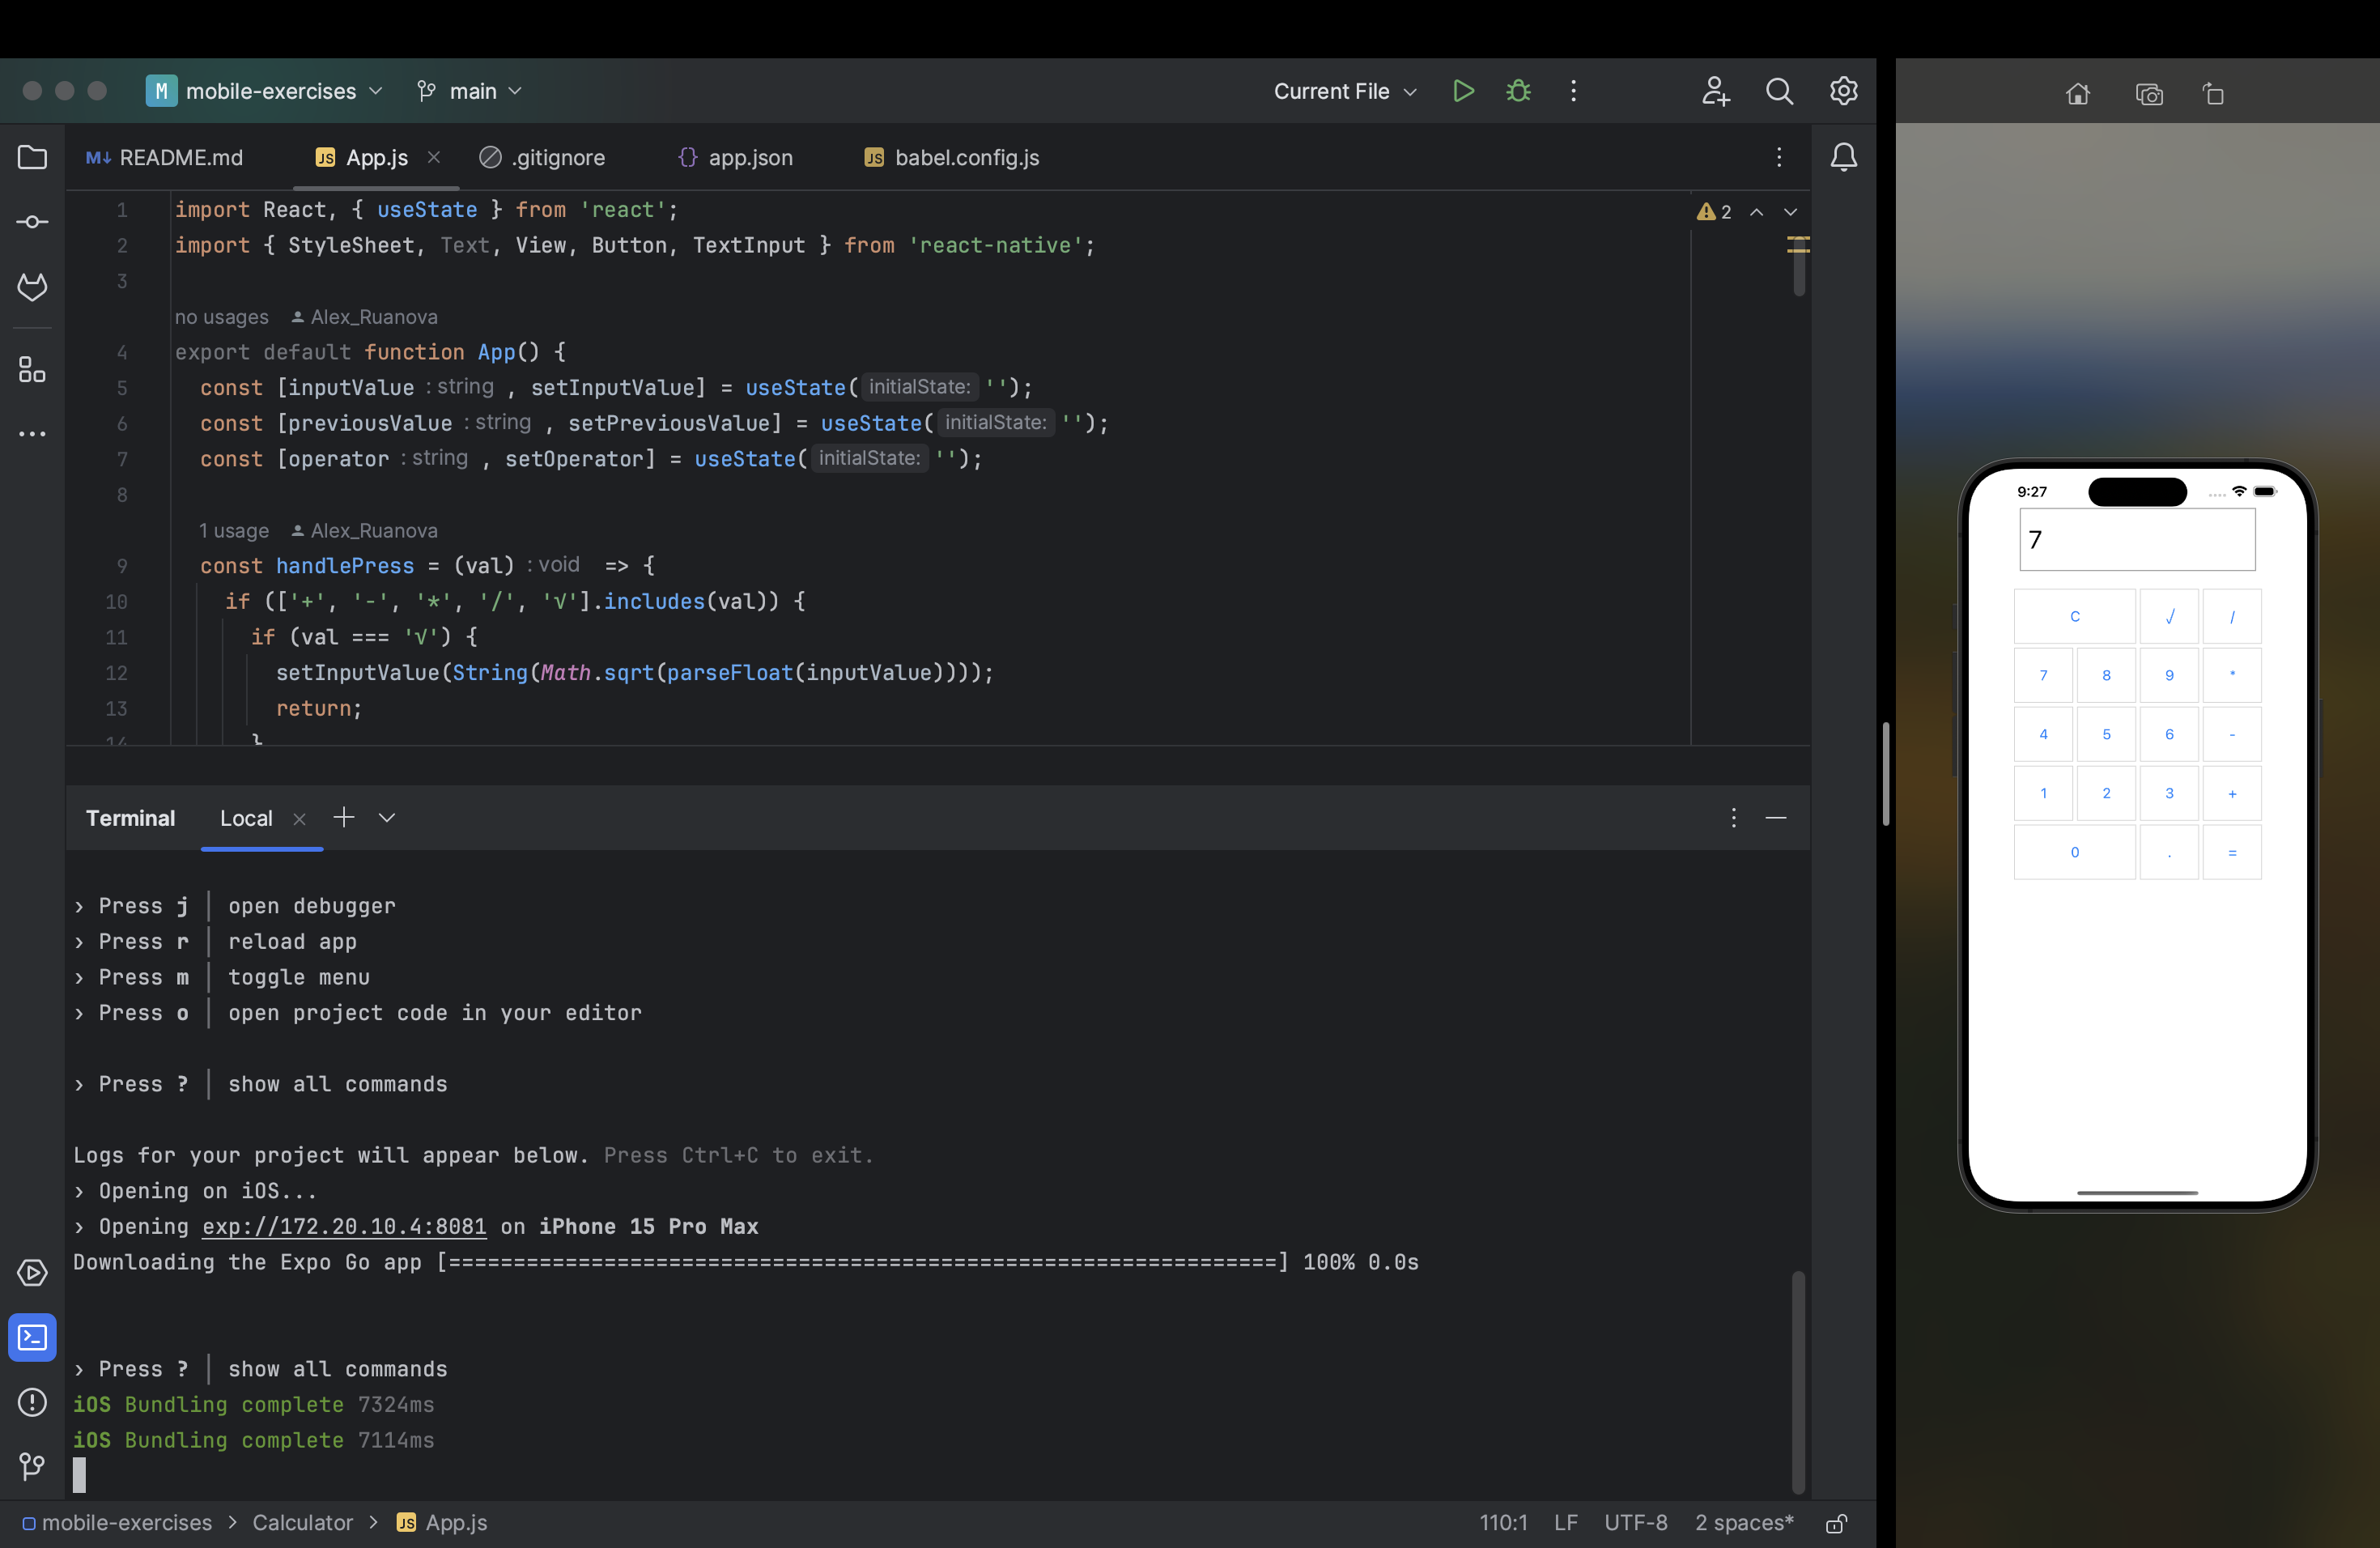 M mobile-exercises main Current File
README.md App.js .gitignore app.json babel.config.js
1 import React, { useState } from 'react';
2 import { StyleSheet, Text, View, Button, TextInput } from 'react-native';
3
no usages Alex_Ruanova
4 export default function App() {
5 const [inputValue : string , setInputValue] = useState( initialState: '');
6 const [previousValue : string , setPreviousValue] = useState( initialState: '');
7 const [operator : string , setOperator] = useState( initialState: '');
8
1 usage Alex_Ruanova
9 const handlePress = (val) : void => {
10 if (['+', '-', '*', '/', '√'].includes(val)) {
11 if (val === '√') {
12 setInputValue(String(Math.sqrt(parseFloat(inputValue))));
13 return;
14 }
2
Terminal Local
› Press j │ open debugger
› Press r │ reload app
› Press m │ toggle menu
› Press o │ open project code in your editor
› Press ? │ show all commands
Logs for your project will appear below. Press Ctrl+C to exit.
› Opening on iOS...
› Opening exp://172.20.10.4:8081 on iPhone 15 Pro Max
Downloading the Expo Go app [================================================================] 100% 0.0s
› Press ? │ show all commands
iOS Bundling complete 7324ms
iOS Bundling complete 7114ms
mobile-exercises > Calculator > JS App.js 110:1 LF UTF-8 2 spaces*
9:27
7
C √ /
7 8 9 *
4 5 6 -
1 2 3 +
0 . =